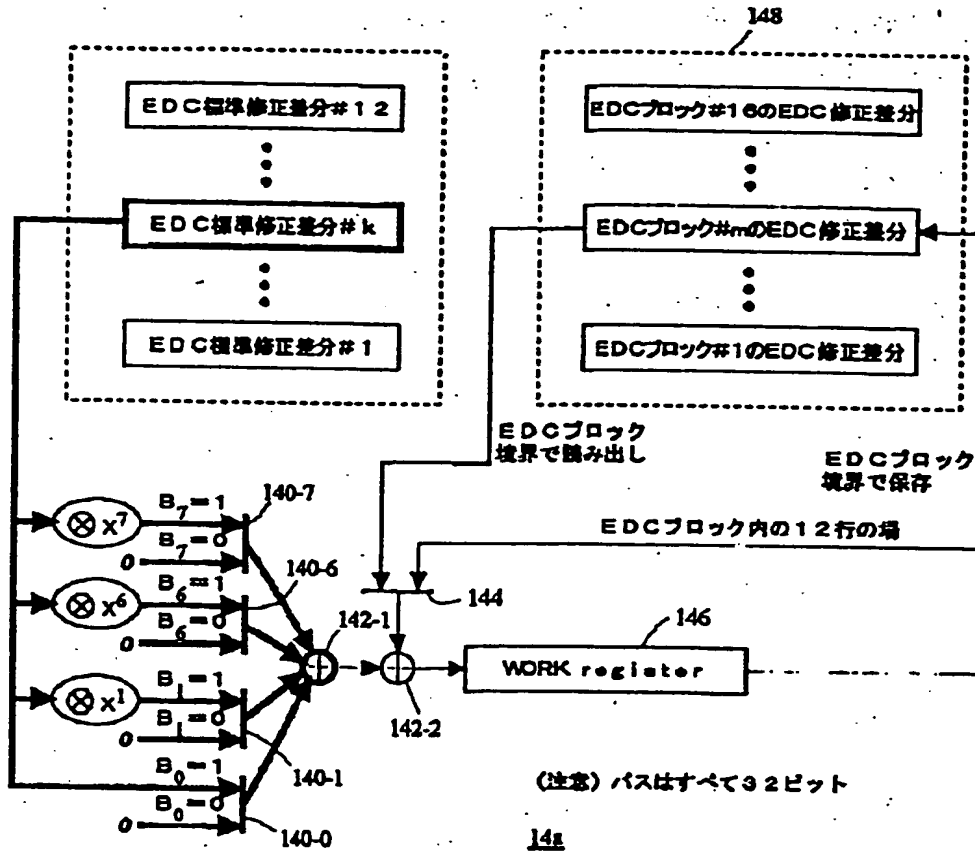 148
EDC標準修正差分#12
EDC標準修正差分#k
EDC標準修正差分#1
EDCブロック#16のEDC修正差分
EDCブロック#mのEDC修正差分
EDCブロック#1のEDC修正差分
EDCブロック
境界で読み出し
EDCブロック
境界で保存
EDCブロック内の12行の場
⊗ X⁷
B₇=1
B₇=0
0
140-7
⊗ X⁶
B₆=1
B₆=0
0
140-6
⊗ X¹
B₁=1
B₁=0
0
140-1
B₀=1
B₀=0
0
140-0
142-1
142-2
144
146
WORK register
(注意)バスはすべて32ビット